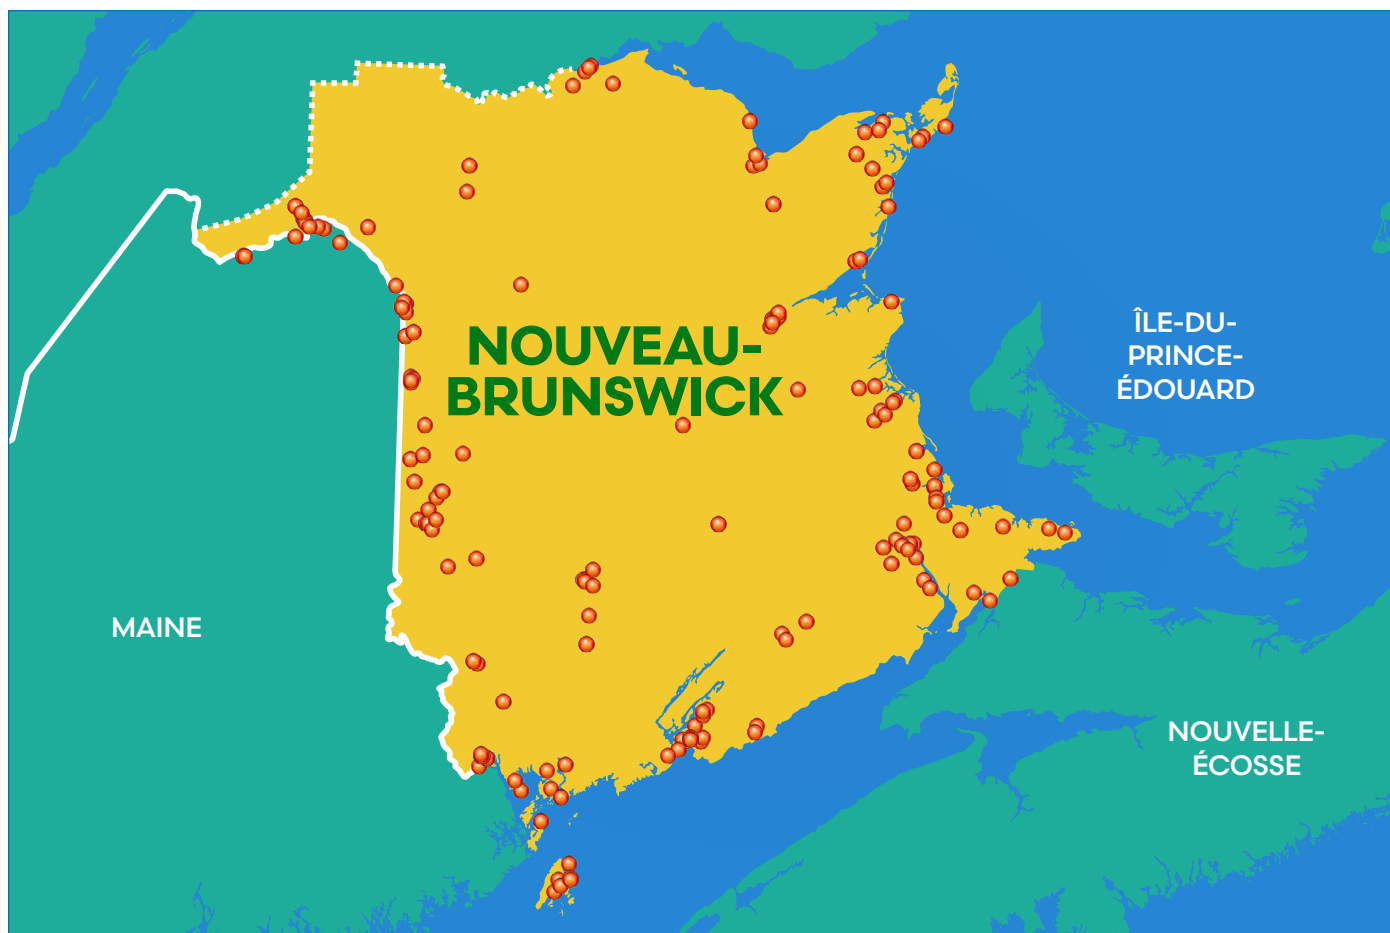 NOUVEAU-
BRUNSWICK
ÎLE-DU-
PRINCE-
ÉDOUARD
MAINE
NOUVELLE-
ÉCOSSE